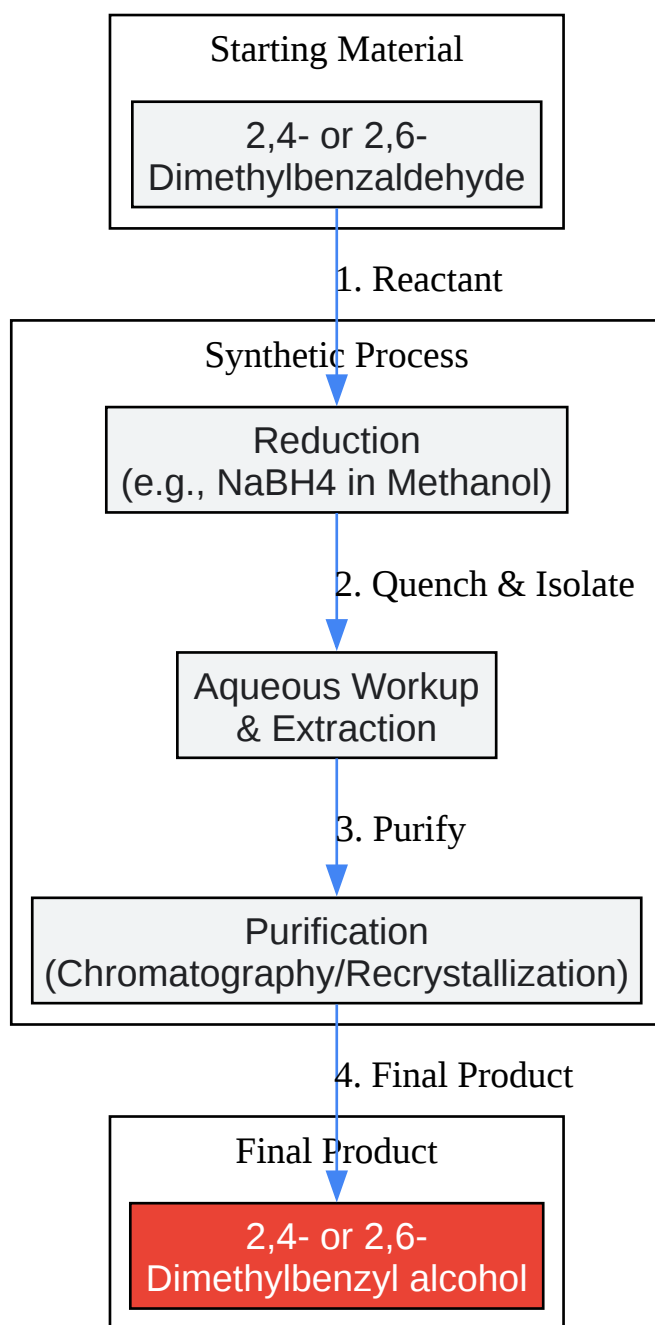 Starting Material
2,4- or 2,6-
Dimethylbenzaldehyde
1. Reactant
Synthetic Process
Reduction
(e.g., NaBH4 in Methanol)
2. Quench & Isolate
Aqueous Workup
& Extraction
3. Purify
Purification
(Chromatography/Recrystallization)
4. Final Product
Final Product
2,4- or 2,6-
Dimethylbenzyl alcohol